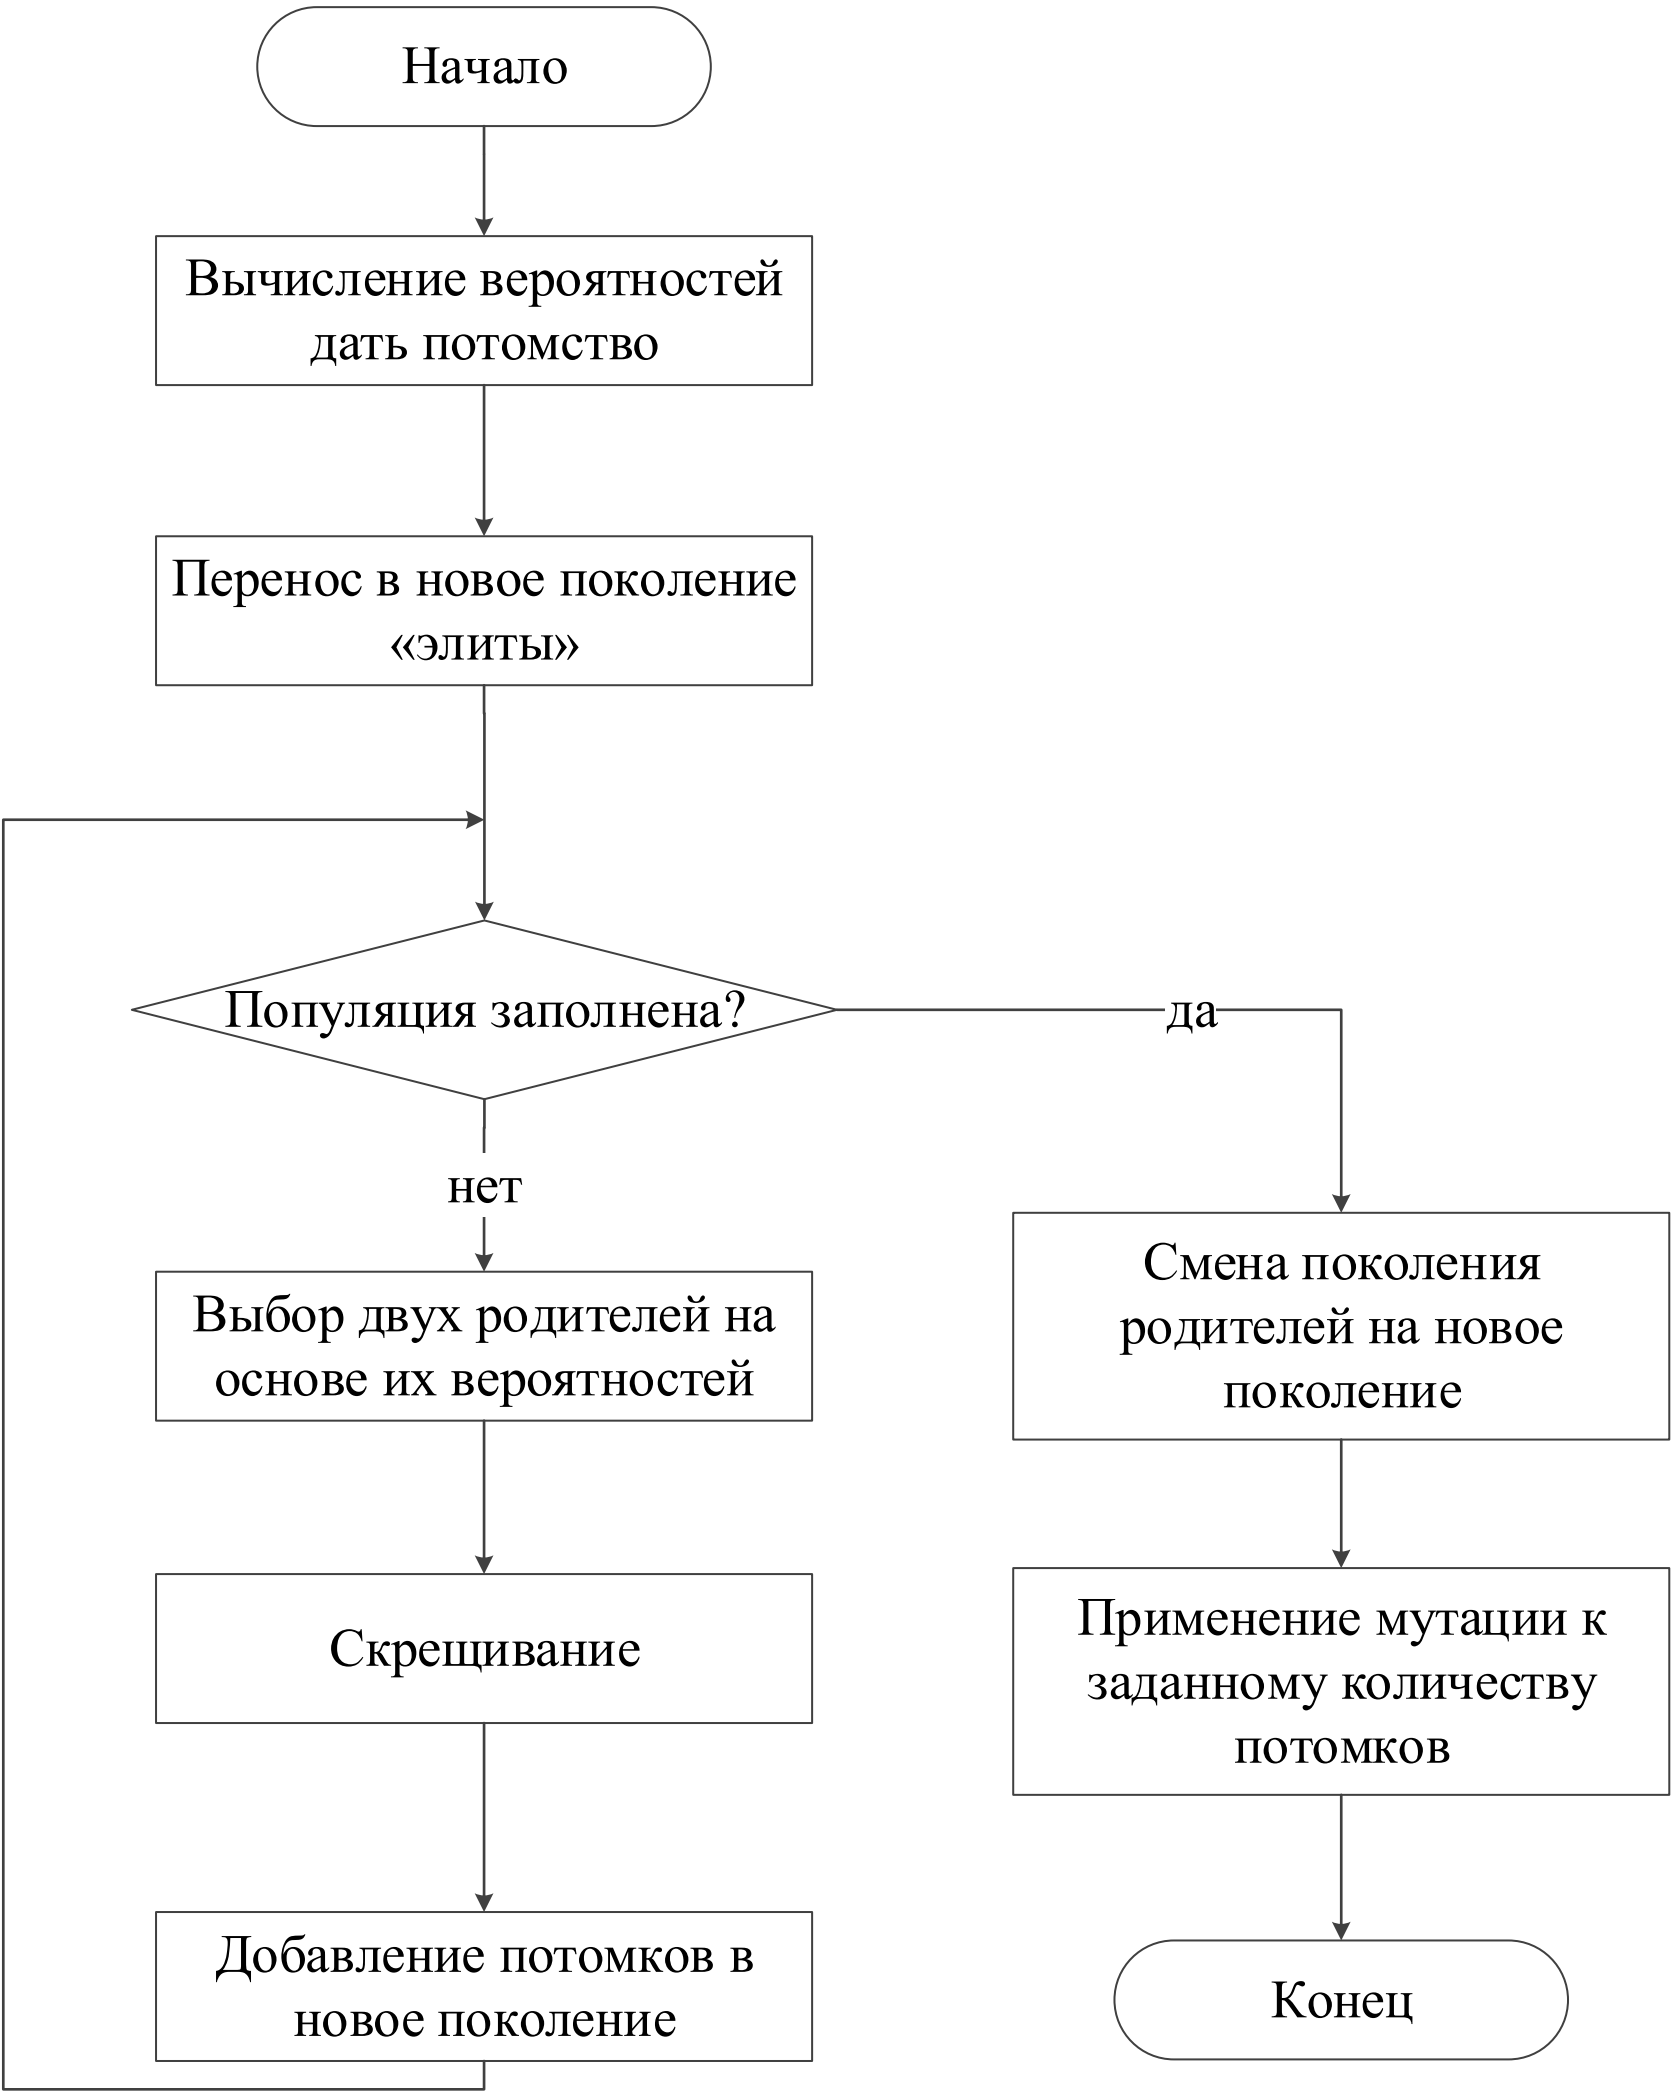 Начало
Вычисление вероятностей
дать потомство
Перенос в новое поколение
«элиты»
Популяция заполнена?
да
нет
Выбор двух родителей на
основе их вероятностей
Скрещивание
Добавление потомков в
новое поколение
Смена поколения
родителей на новое
поколение
Применение мутации к
заданному количеству
потомков
Конец